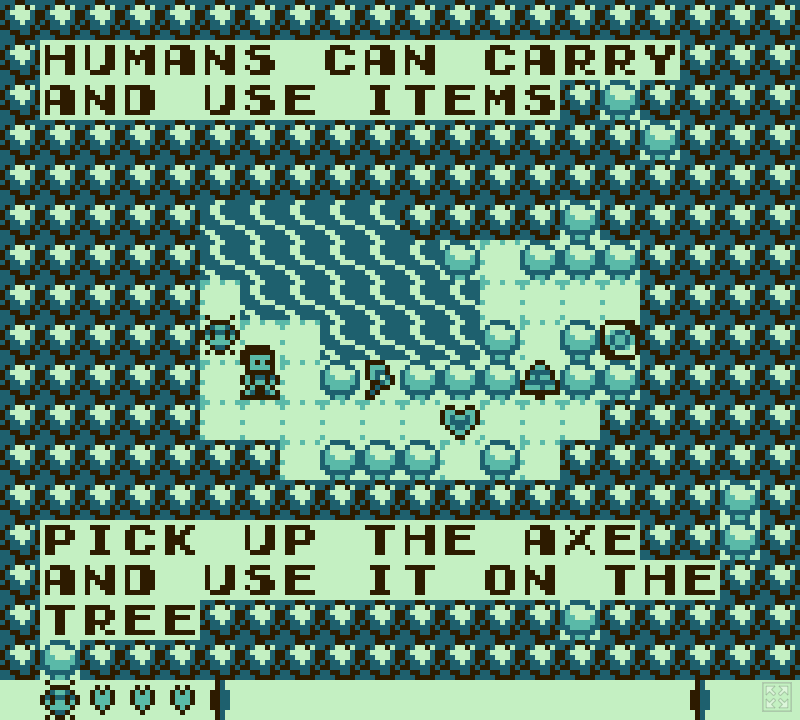 HUMANS CAN CARRY
AND USE ITEMS
PICK UP THE AXE
AND USE IT ON THE
TREE